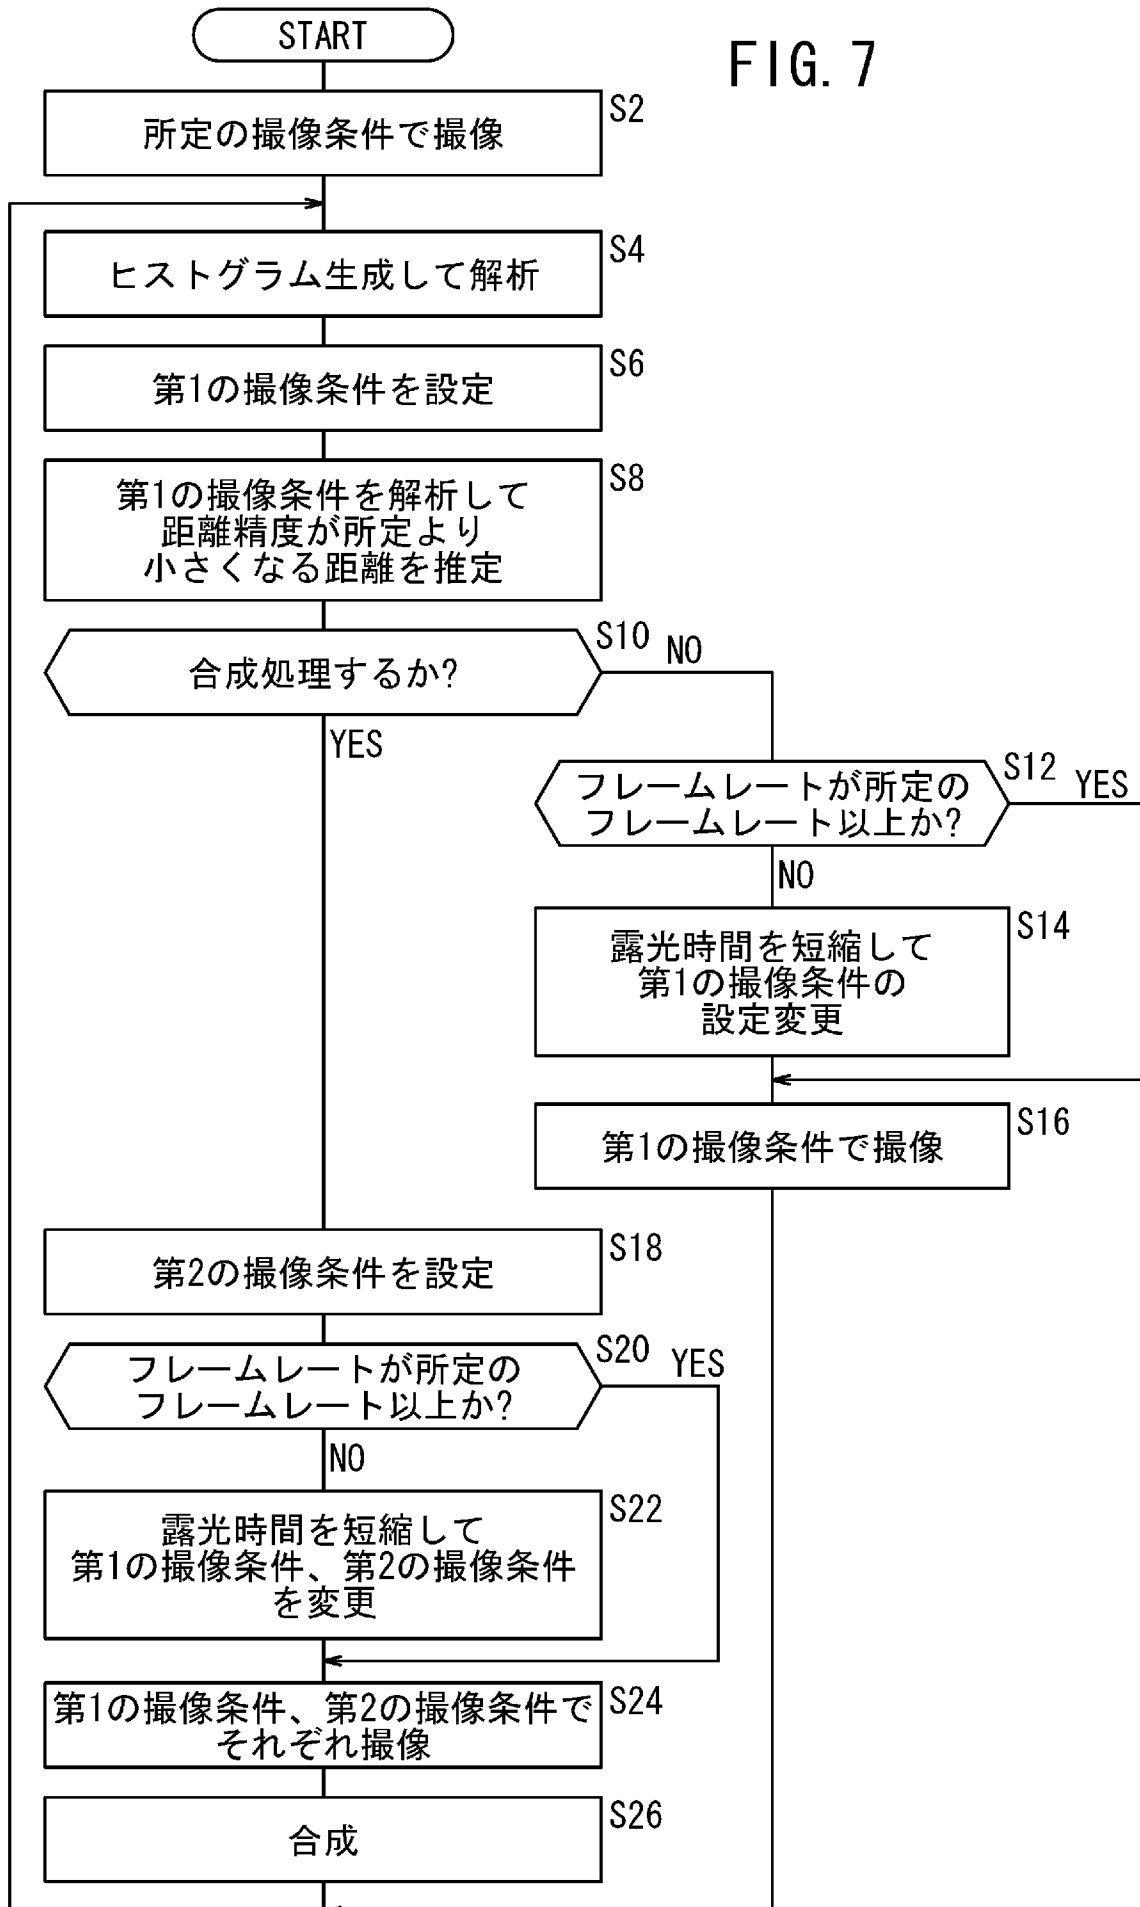 START
FIG. 7
S2
所定の撮像条件で撮像
S4
ヒストグラム生成して解析
S6
第1の撮像条件を設定
S8
第1の撮像条件を解析して
距離精度が所定より
小さくなる距離を推定
S10
NO
合成処理するか?
YES
S12
YES
フレームレートが所定の
フレームレート以上か?
NO
S14
露光時間を短縮して
第1の撮像条件の
設定変更
S16
第1の撮像条件で撮像
S18
第2の撮像条件を設定
S20
YES
フレームレートが所定の
フレームレート以上か?
NO
S22
露光時間を短縮して
第1の撮像条件、第2の撮像条件
を変更
S24
第1の撮像条件、第2の撮像条件で
それぞれ撮像
S26
合成